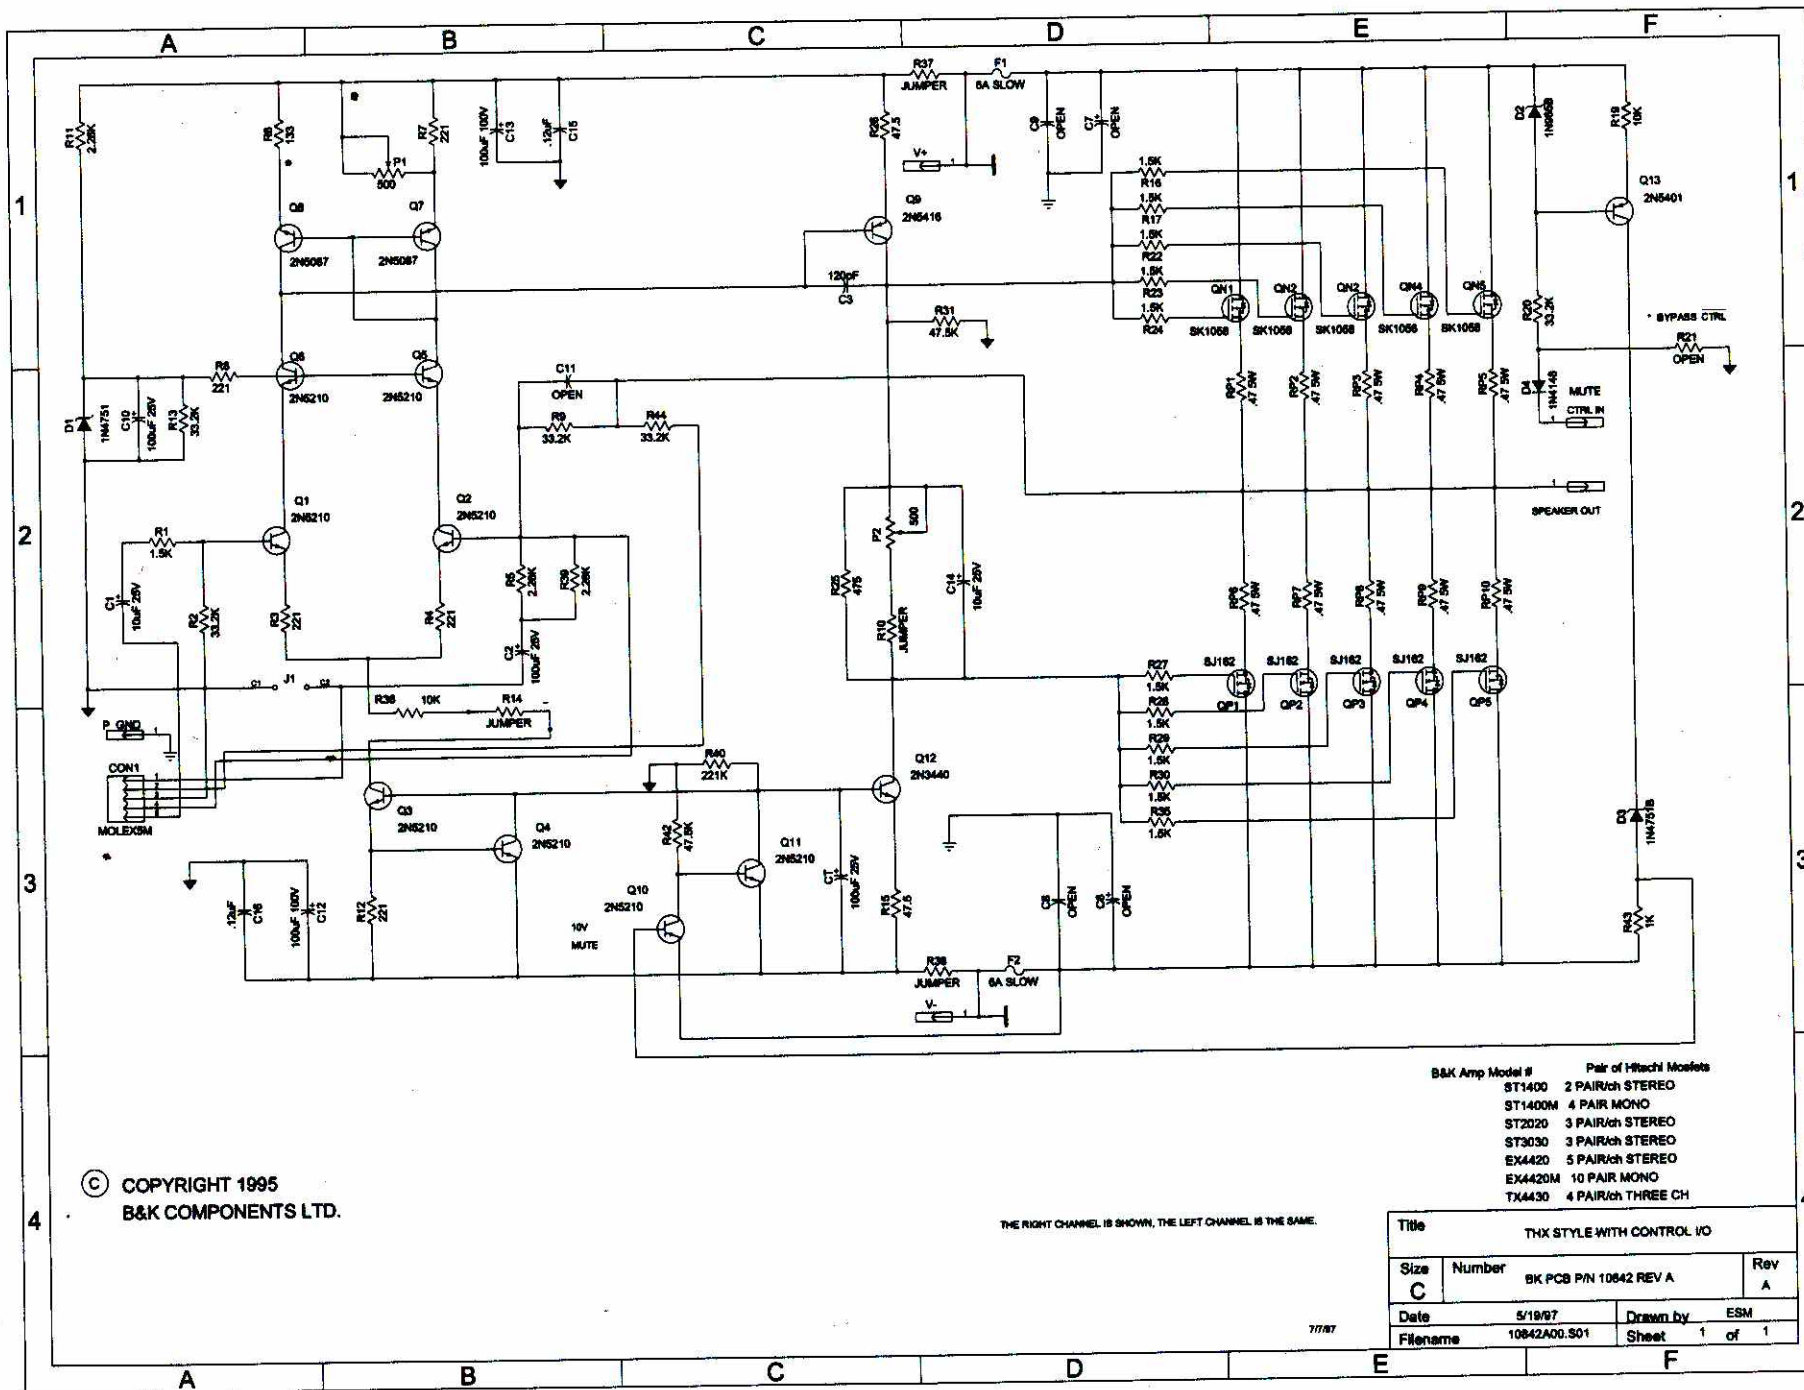 A B C D E F
1
2
3
4
R11
2.26K
133
P1
500
R7
221
100uF 100V
C13
.12uF
C15
47.5
R37
JUMPER
F1
6A SLOW
V+
1
C9
OPEN
C7
OPEN
1.5K
R16
1.5K
R17
1.5K
R22
1.5K
R23
1.5K
R24
D2
R19
10K
Q13
2N5401
2N5087
Q7
2N5087
Q9
2N5416
120pF
C3
R31
47.5K
QN1
SK1058
QN2
SK1058
QN2
SK1058
QN4
SK1058
QN5
SK1058
R20
33.2K
* BYPASS CTRL
R21
OPEN
D4
1N4148
MUTE
CTRL IN
1
RP1
.47 5W
RP2
.47 5W
RP3
.47 5W
RP4
.47 5W
RP5
.47 5W
1
SPEAKER OUT
221
Q6
2N5210
Q5
2N5210
D1
1N4751
C10
100uF 25V
R13
33.2K
C11
OPEN
R9
33.2K
R44
33.2K
Q1
2N5210
Q2
2N5210
R1
1.5K
C1
10uF 25V
R2
33.2K
R3
221
R4
221
R5
2.26K
R39
2.26K
C2
100uF 25V
R25
475
P2
500
R10
JUMPER
C14
10uF 25V
RP6
.47 5W
RP7
.47 5W
RP8
.47 5W
RP9
.47 5W
RP10
.47 5W
C1
J1
C2
R36
10K
R14
JUMPER
R27
1.5K
R28
1.5K
R29
1.5K
R30
1.5K
R35
1.5K
SJ162
QP1
SJ162
QP2
SJ162
QP3
SJ162
QP4
SJ162
QP5
P_GND
1
CON1
MOLEX5M
Q3
2N5210
Q4
2N5210
R40
221K
R42
47.5K
Q11
2N5210
Q10
2N5210
10V
MUTE
Q12
2N3440
100uF 25V
R15
47.5
C8
OPEN
C6
OPEN
D3
1N4751B
R43
1K
.12uF
C16
100uF 100V
C12
R12
221
JUMPER
F2
6A SLOW
V-
1
B&K Amp Model # Pair of Hitachi Mosfets
ST1400 2 PAIR/ch STEREO
ST1400M 4 PAIR MONO
ST2020 3 PAIR/ch STEREO
ST3030 3 PAIR/ch STEREO
EX4420 5 PAIR/ch STEREO
EX4420M 10 PAIR MONO
TX4430 4 PAIR/ch THREE CH
© COPYRIGHT 1995
B&K COMPONENTS LTD.
THE RIGHT CHANNEL IS SHOWN, THE LEFT CHANNEL IS THE SAME.
7/7/97
Title THX STYLE WITH CONTROL I/O
Size C Number BK PCB P/N 10842 REV A Rev A
Date 5/19/97 Drawn by ESM
Filename 10842A00.S01 Sheet 1 of 1
A B C D E F